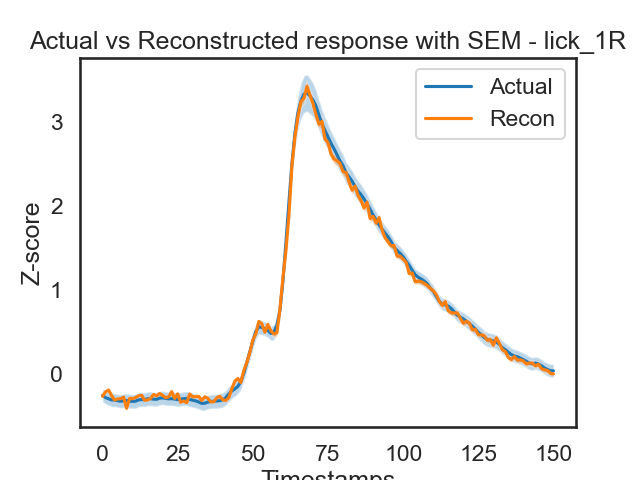 Actual vs Reconstructed response with SEM - lick_1R
Actual
Recon
Z-score
3
2
1
0
0 25 50 75 100 125 150
Timestamps